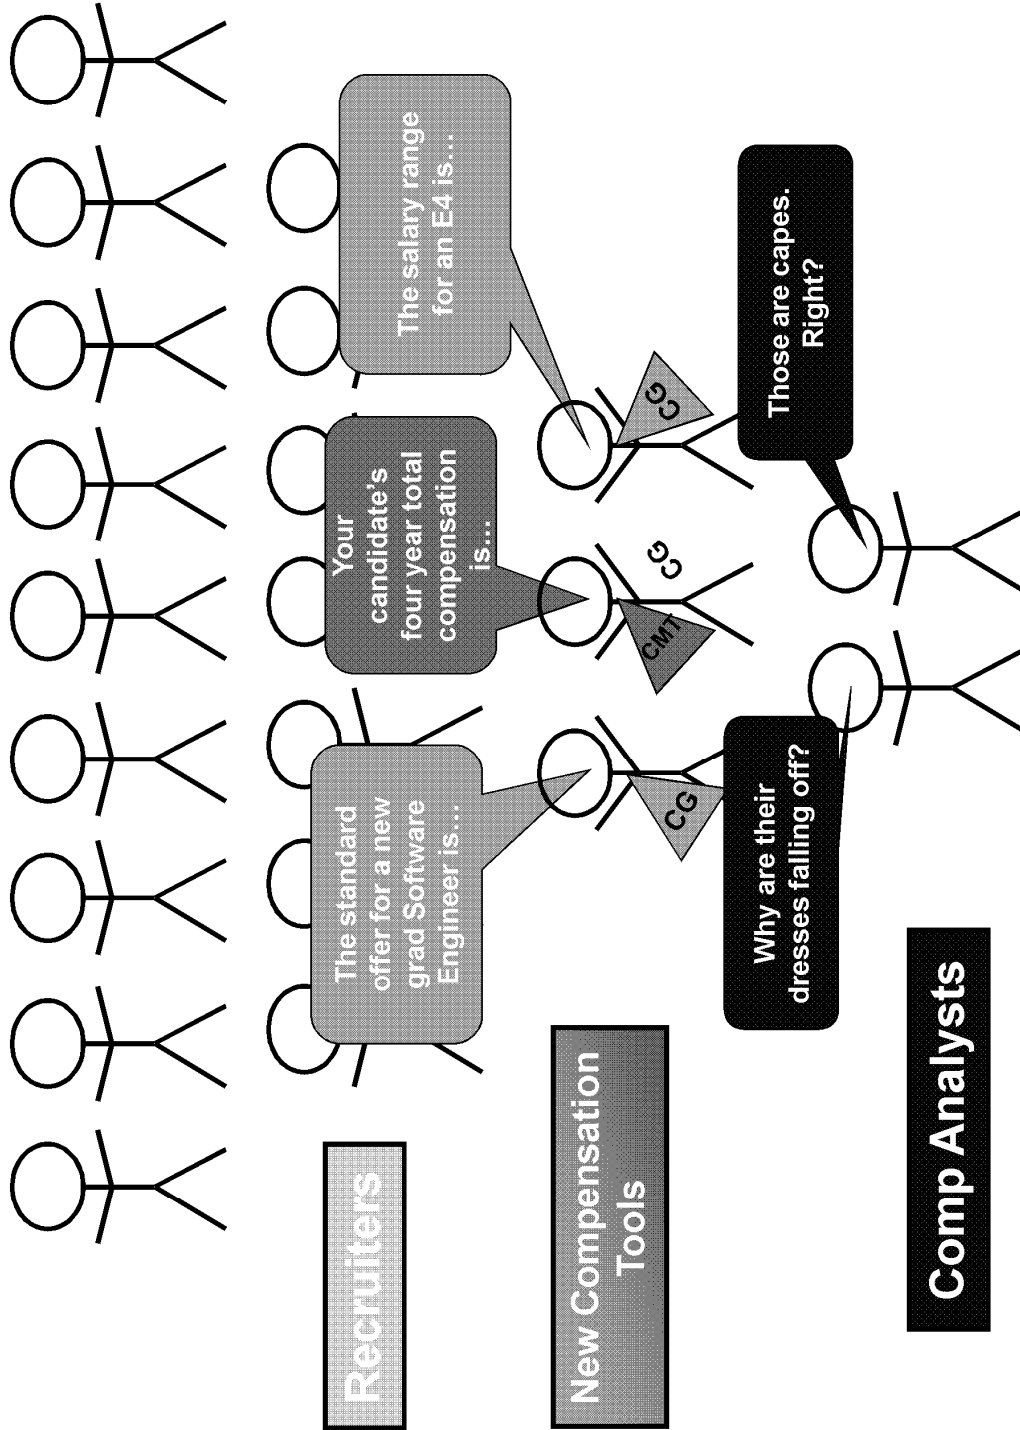 Recruiters
The standard
offer for a new
grad Software
Engineer is...
Your
candidate's
four year total
compensation
is...
The salary range
for an E4 is...
New Compensation
Tools
CG
CMT
CG
CG
Why are their
dresses falling off?
Those are capes.
Right?
Comp Analysts